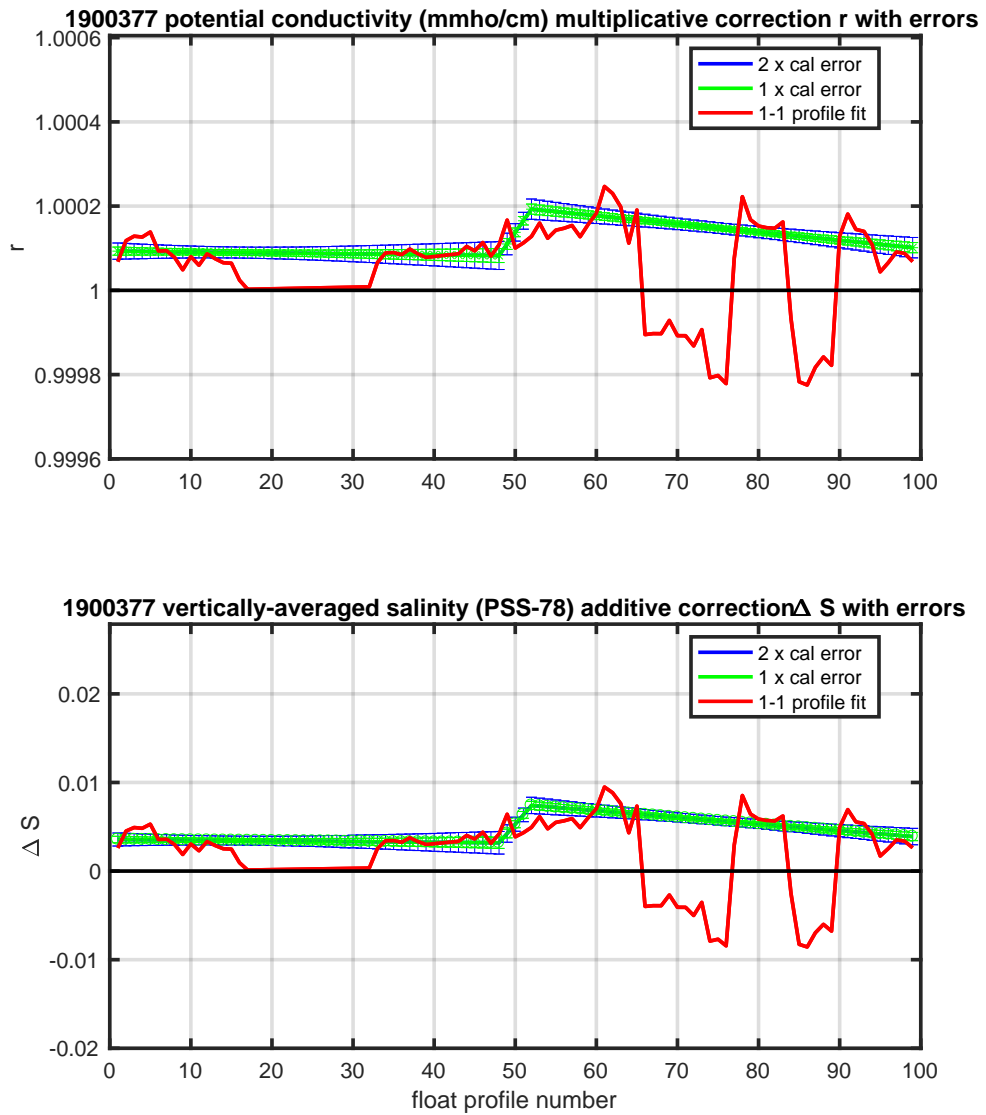 1900377 potential conductivity (mmho/cm) multiplicative correction r with errors
1.0006
1.0004
1.0002
1
0.9998
0.9996
r
2 x cal error
1 x cal error
1-1 profile fit
0 10 20 30 40 50 60 70 80 90 100
1900377 vertically-averaged salinity (PSS-78) additive correctionΔ S with errors
0.02
0.01
0
-0.01
-0.02
Δ S
2 x cal error
1 x cal error
1-1 profile fit
0 10 20 30 40 50 60 70 80 90 100
float profile number